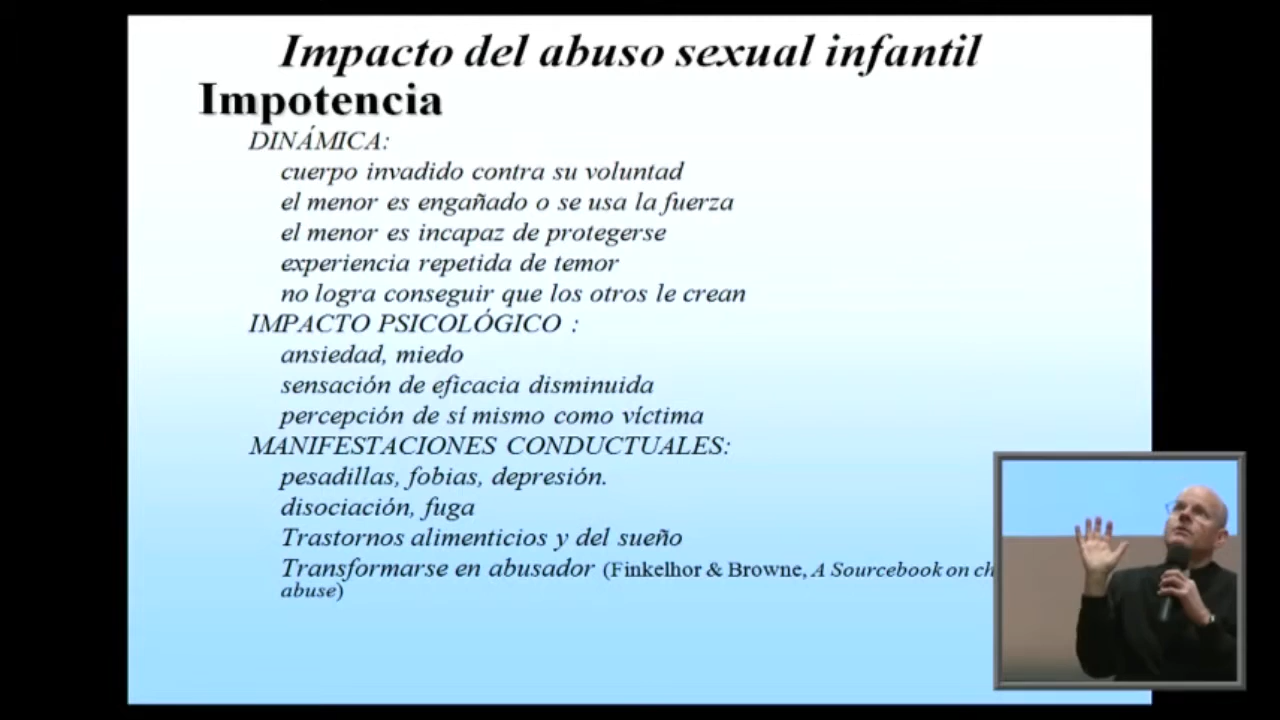 Impacto del abuso sexual infantil
Impotencia
DINÁMICA:
cuerpo invadido contra su voluntad
el menor es engañado o se usa la fuerza
el menor es incapaz de protegerse
experiencia repetida de temor
no logra conseguir que los otros le crean
IMPACTO PSICOLÓGICO :
ansiedad, miedo
sensación de eficacia disminuida
percepción de sí mismo como víctima
MANIFESTACIONES CONDUCTUALES:
pesadillas, fobias, depresión.
disociación, fuga
Trastornos alimenticios y del sueño
Transformarse en abusador (Finkelhor & Browne, A Sourcebook on
abuse)